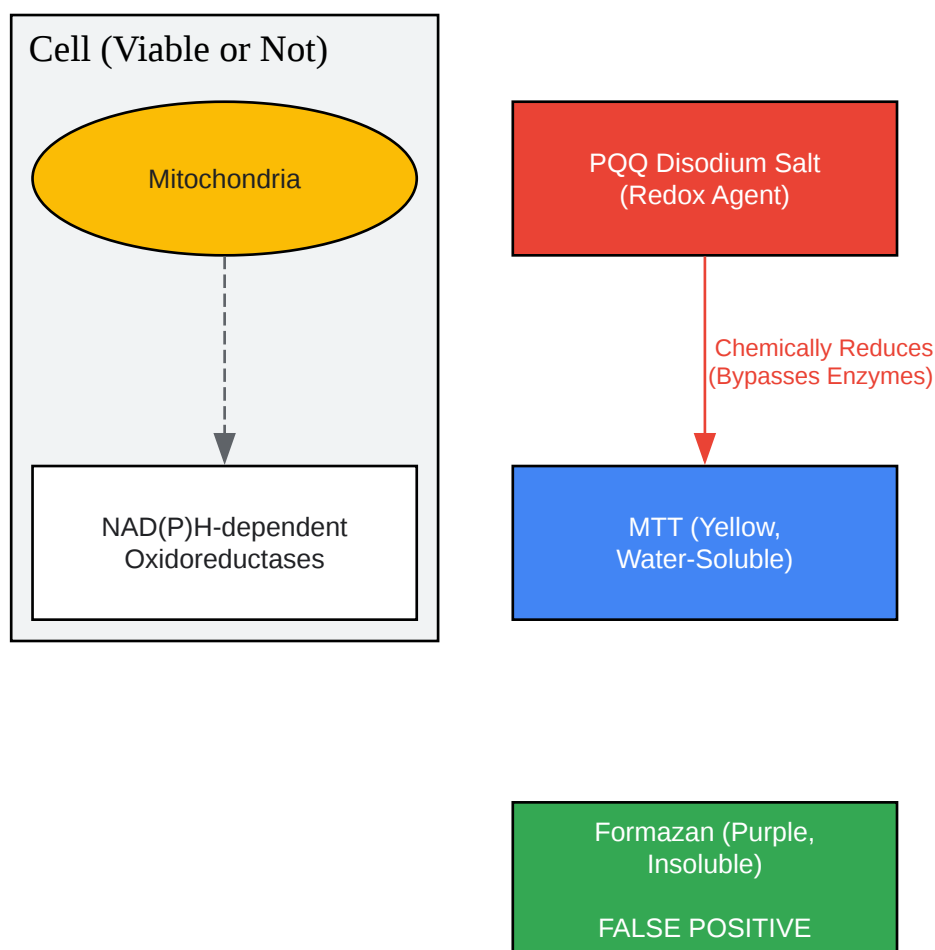 Cell (Viable or Not)
Mitochondria
NAD(P)H-dependent
Oxidoreductases
PQQ Disodium Salt
(Redox Agent)
Chemically Reduces
(Bypasses Enzymes)
MTT (Yellow,
Water-Soluble)
Formazan (Purple,
Insoluble)
FALSE POSITIVE